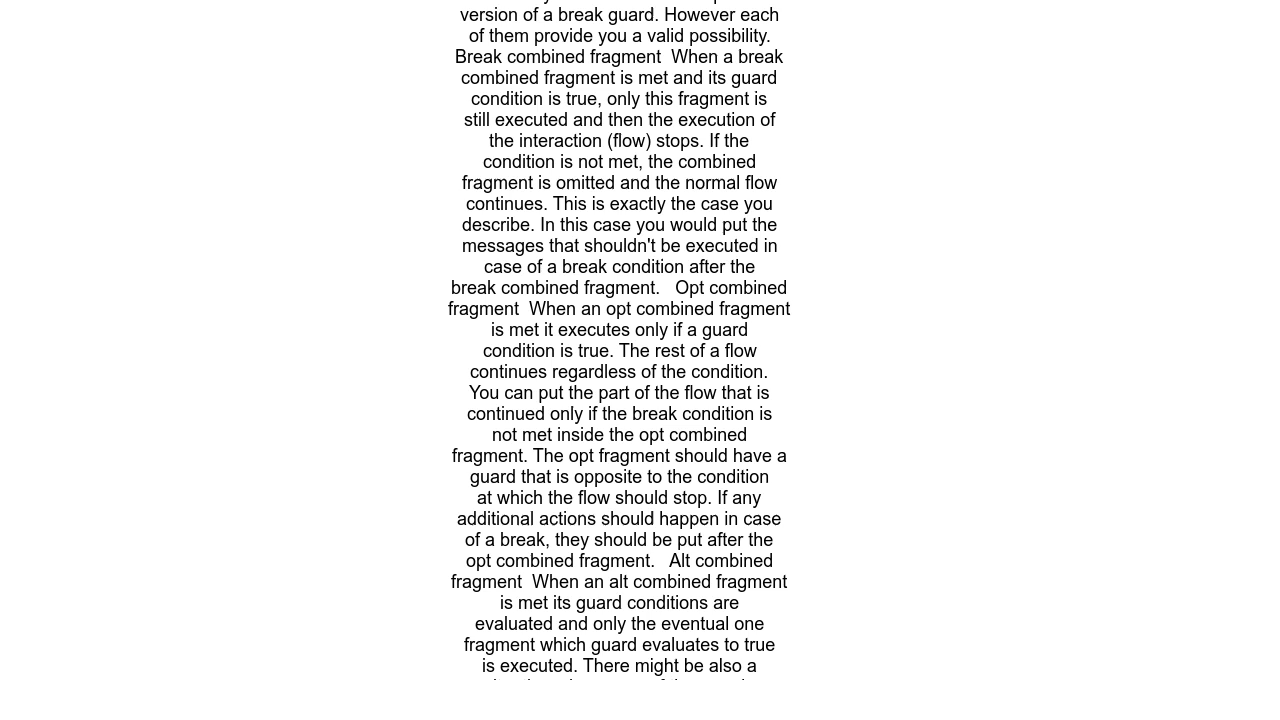 version of a break guard. However each
of them provide you a valid possibility.
Break combined fragment  When a break
combined fragment is met and its guard
condition is true, only this fragment is
still executed and then the execution of
the interaction (flow) stops. If the
condition is not met, the combined
fragment is omitted and the normal flow
continues. This is exactly the case you
describe. In this case you would put the
messages that shouldn't be executed in
case of a break condition after the
break combined fragment.   Opt combined
fragment  When an opt combined fragment
is met it executes only if a guard
condition is true. The rest of a flow
continues regardless of the condition.
You can put the part of the flow that is
continued only if the break condition is
not met inside the opt combined
fragment. The opt fragment should have a
guard that is opposite to the condition
at which the flow should stop. If any
additional actions should happen in case
of a break, they should be put after the
opt combined fragment.   Alt combined
fragment  When an alt combined fragment
is met its guard conditions are
evaluated and only the eventual one
fragment which guard evaluates to true
is executed. There might be also a